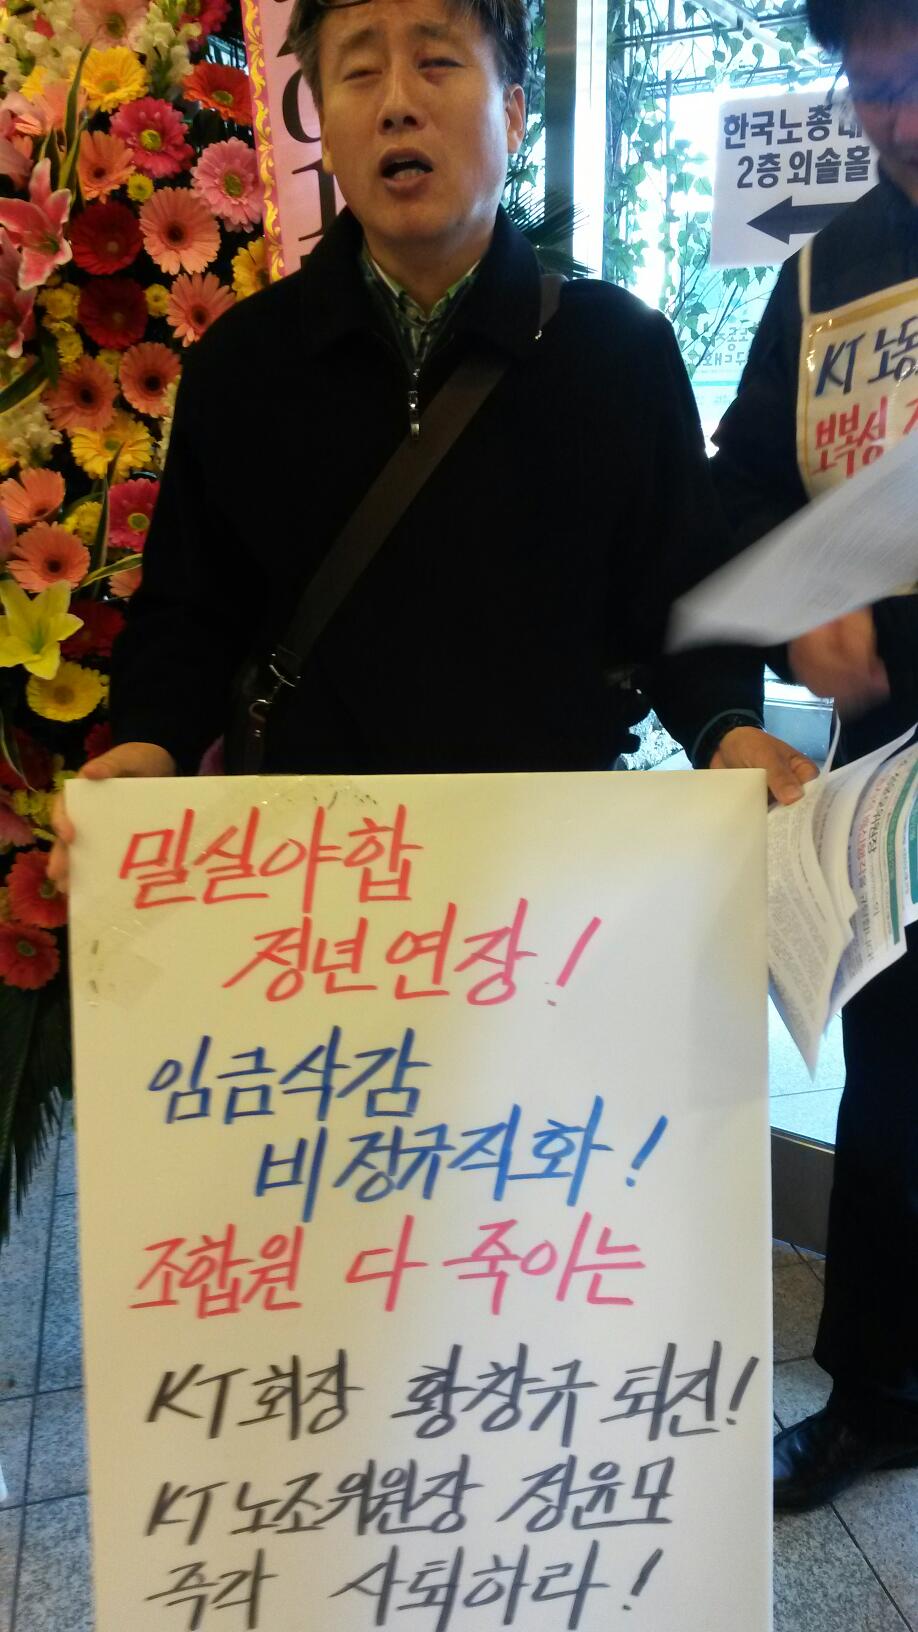 201
한국노총 대
2층 외솔홀
KT 노동
밀실야합
정년연장!
임금삭감
비정규직화!
조합원 다 죽이는
KT회장 황창규 퇴진!
KT노조위원장 정윤모
즉각 사퇴하라!